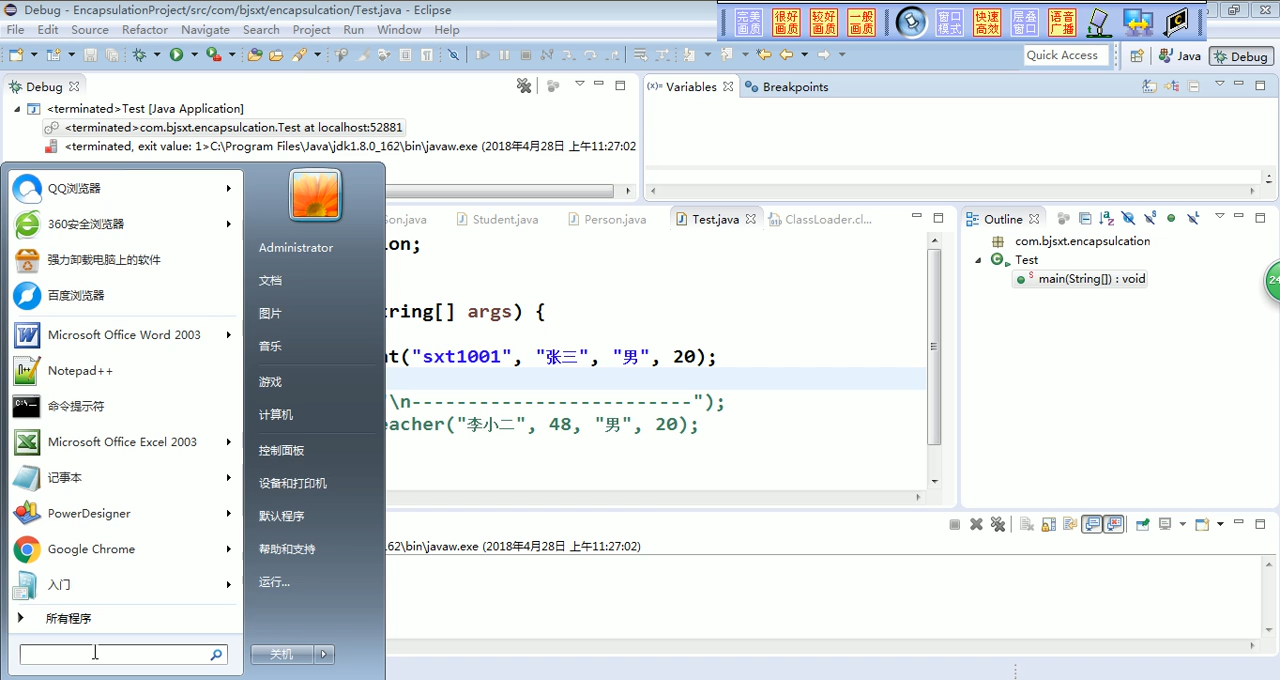 Debug - EncapsulationProject/src/com/bjsxt/encapsulcation/Test.java - Eclipse
完美画质 很好画质 较好画质 一般画质 窗口模式 快速高效 层叠窗口 语音广播
File Edit Source Refactor Navigate Search Project Run Window Help
Quick Access Java Debug
Debug
<terminated>Test [Java Application]
<terminated>com.bjsxt.encapsulcation.Test at localhost:52881
<terminated, exit value: 1>C:\Program Files\Java\jdk1.8.0_162\bin\javaw.exe (2018年4月28日 上午11:27:02
(x)= Variables Breakpoints
son.java Student.java Person.java Test.java ClassLoader.cl...
ion;
tring[] args) {
nt("sxt1001", "张三", "男", 20);
"\n-------------------------");
eacher("李小二", 48, "男", 20);
Outline
com.bjsxt.encapsulcation
Test
main(String[]) : void
24
_162\bin\javaw.exe (2018年4月28日 上午11:27:02)
QQ浏览器
360安全浏览器
强力卸载电脑上的软件
百度浏览器
Microsoft Office Word 2003
Notepad++
命令提示符
Microsoft Office Excel 2003
记事本
PowerDesigner
Google Chrome
入门
所有程序
Administrator
文档
图片
音乐
游戏
计算机
控制面板
设备和打印机
默认程序
帮助和支持
运行...
关机